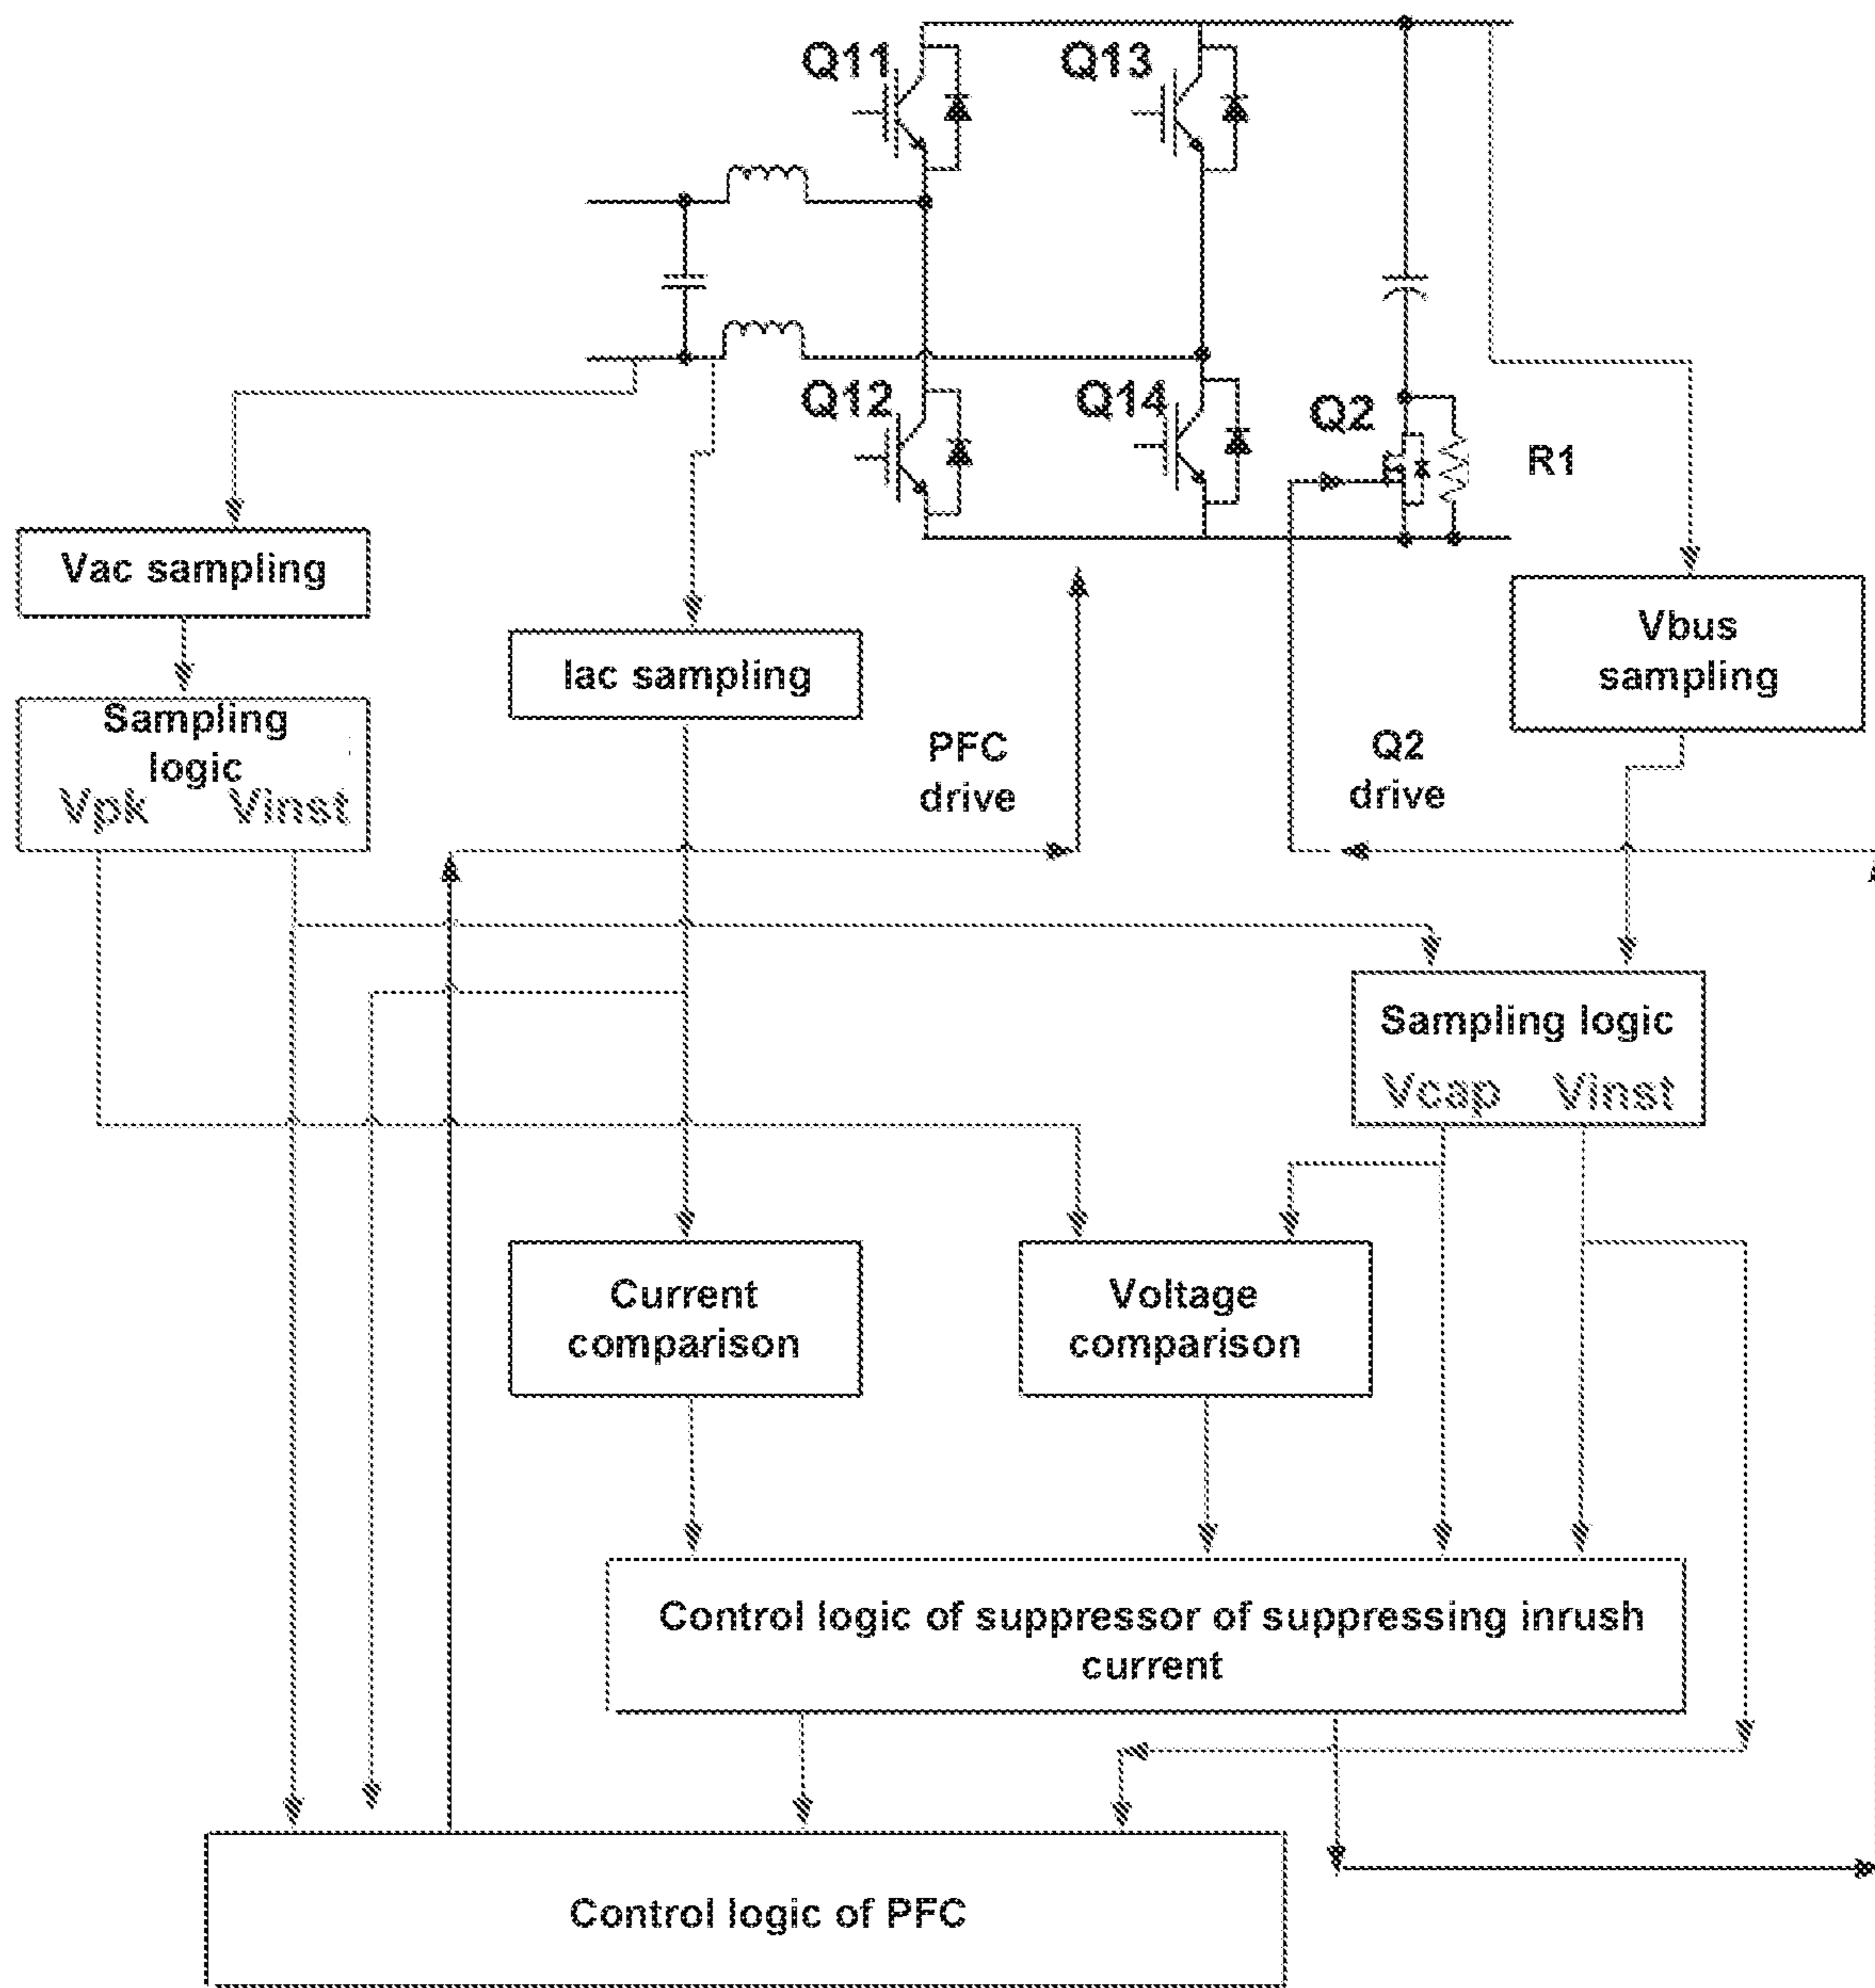 Q11
Q13
Q12
Q14
Q2
R1
Vac sampling
Iac sampling
Vbus
sampling
Sampling
logic
Vpk Vinst
PFC
drive
Q2
drive
Sampling logic
Vcap Vinst
Current
comparison
Voltage
comparison
Control logic of suppressor of suppressing inrush
current
Control logic of PFC